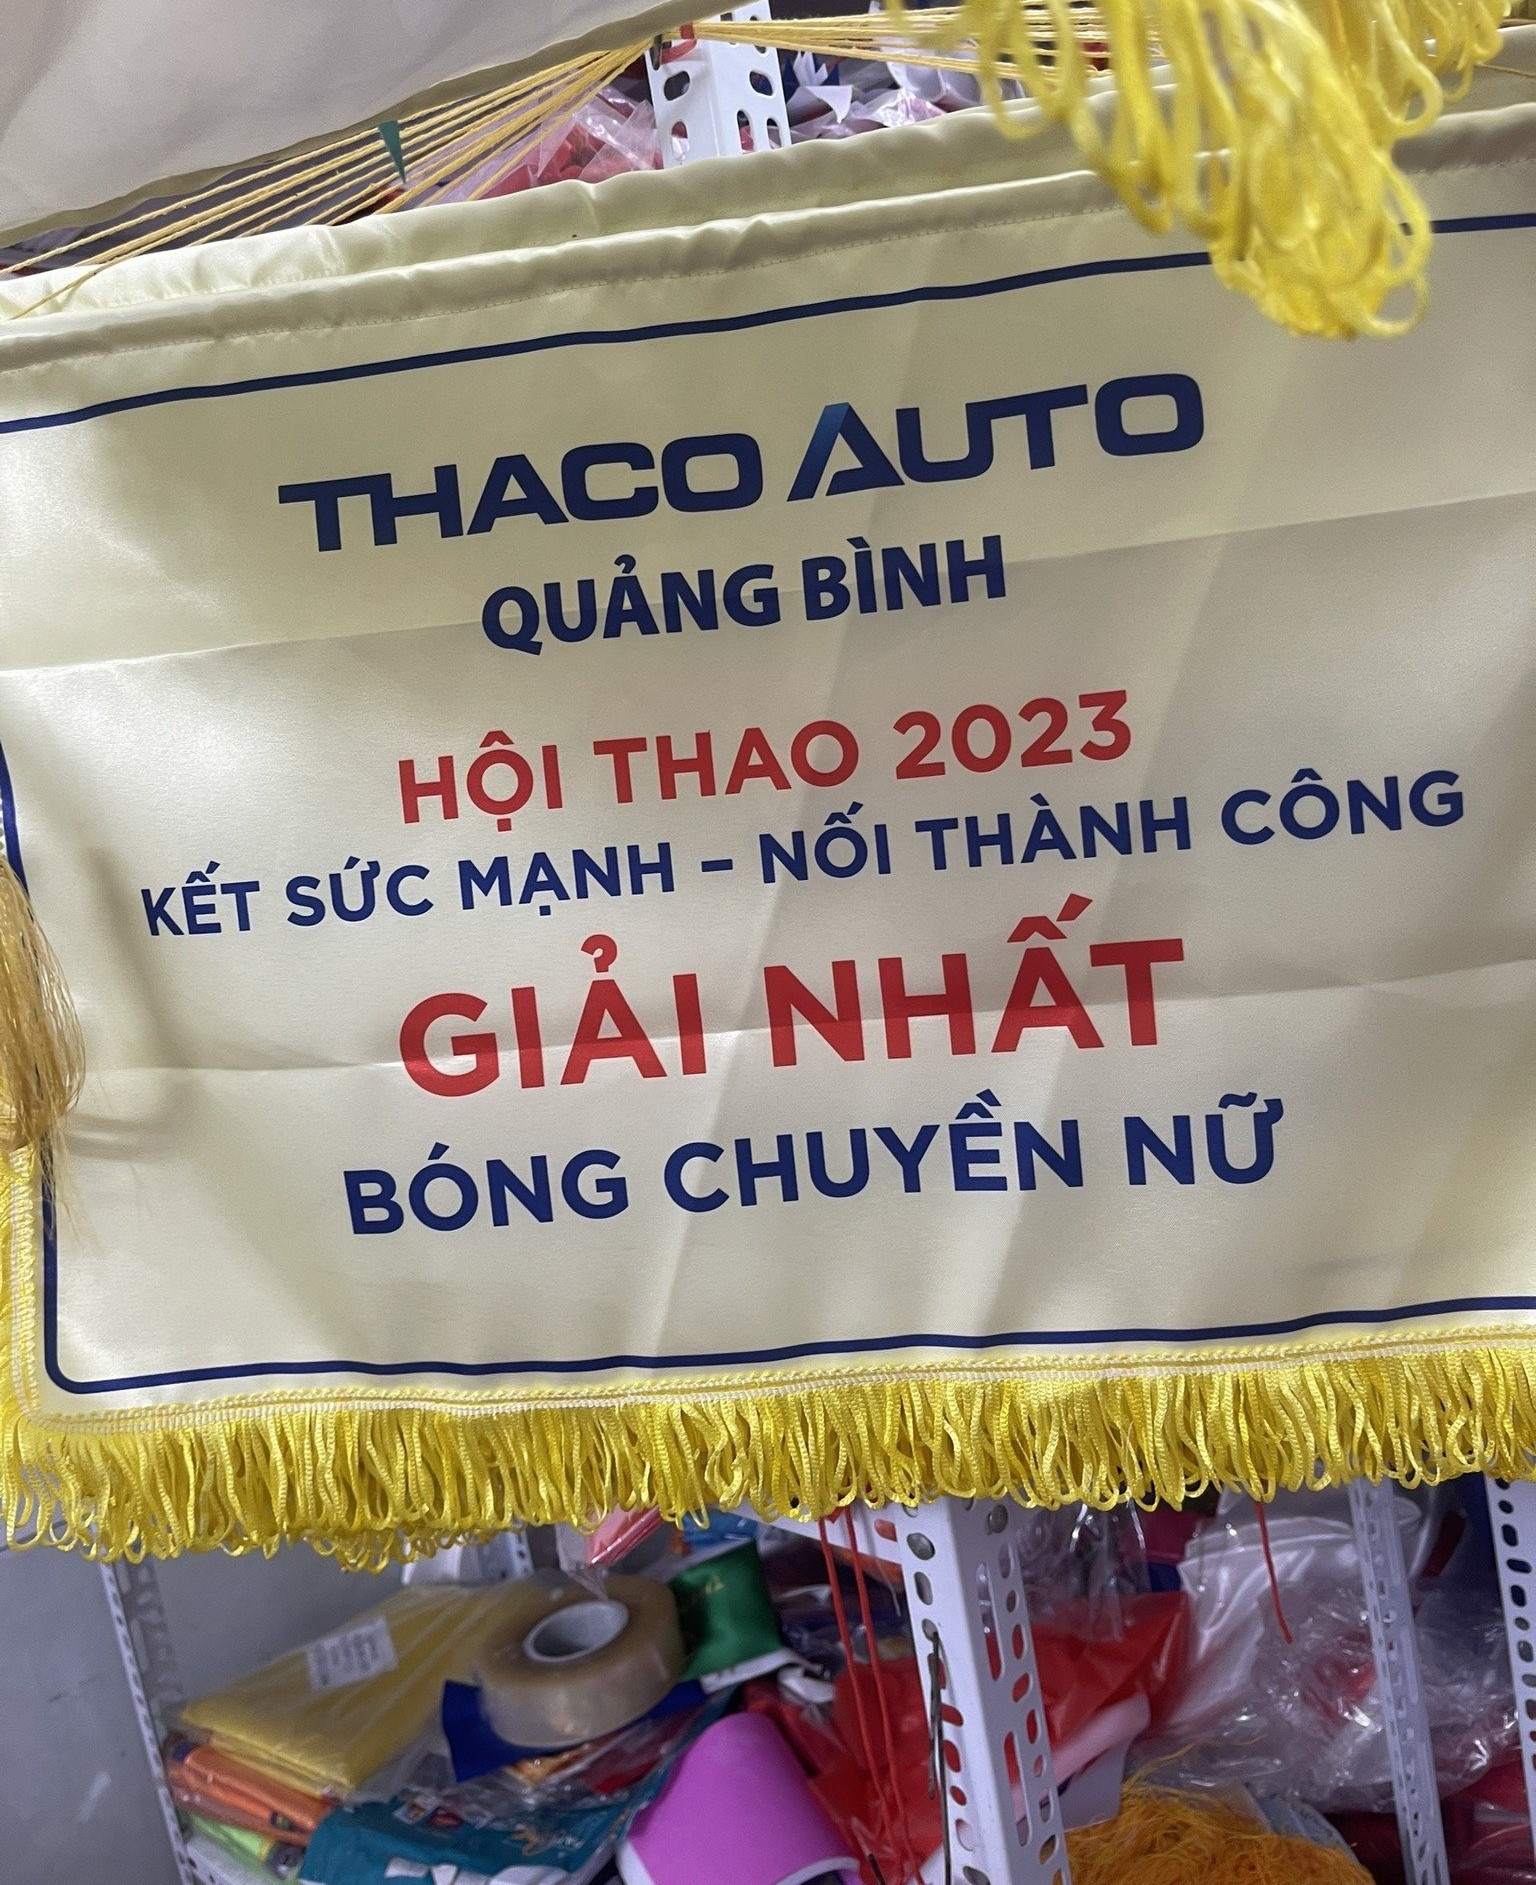 THACO AUTO
QUẢNG BÌNH
HỘI THAO 2023
KẾT SỨC MẠNH – NỐI THÀNH CÔNG
GIẢI NHẤT
BÓNG CHUYỀN NỮ